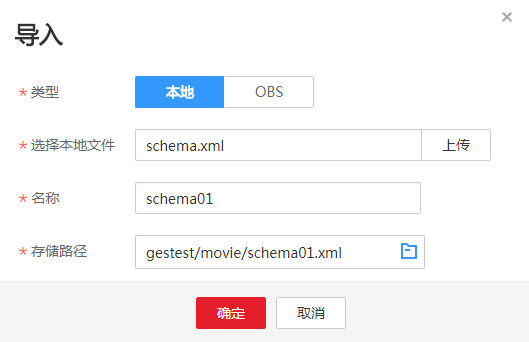 导入
* 类型 本地 OBS
* 选择本地文件 schema.xml 上传
* 名称 schema01
* 存储路径 gestest/movie/schema01.xml
确定 取消